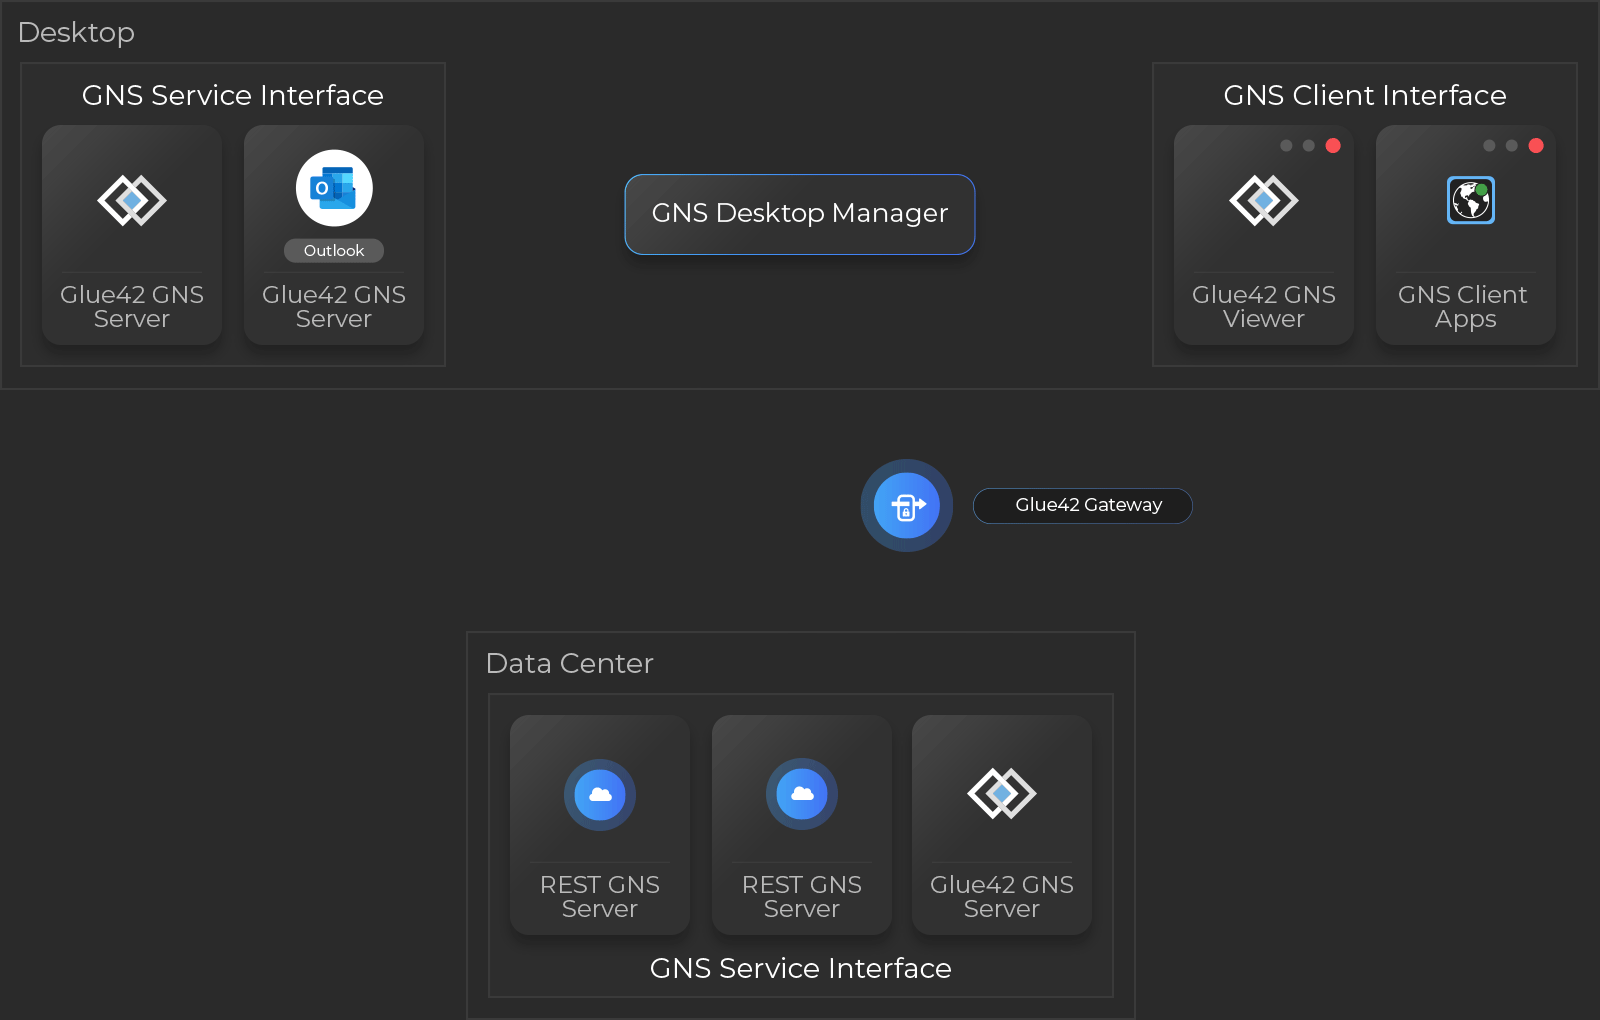 Desktop
GNS Service Interface
Outlook
Glue42 GNS
Server
Glue42 GNS
Server
GNS Desktop Manager
GNS Client Interface
Glue42 GNS
Viewer
GNS Client
Apps
Glue42 Gateway
Data Center
REST GNS
Server
REST GNS
Server
Glue42 GNS
Server
GNS Service Interface